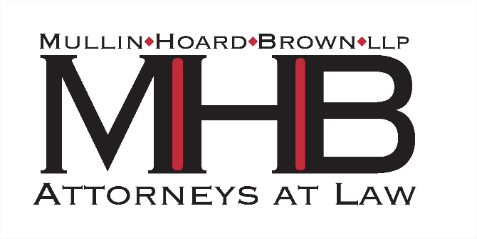 MULLIN♦HOARD♦BROWN♦LLP
MHB
ATTORNEYS AT LAW